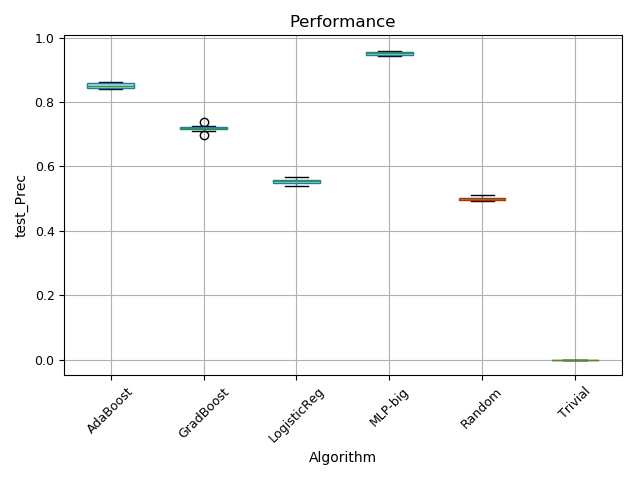 Performance
test_Prec
1.0
0.8
0.6
0.4
0.2
0.0
AdaBoost
GradBoost
LogisticReg
MLP-big
Random
Trivial
Algorithm